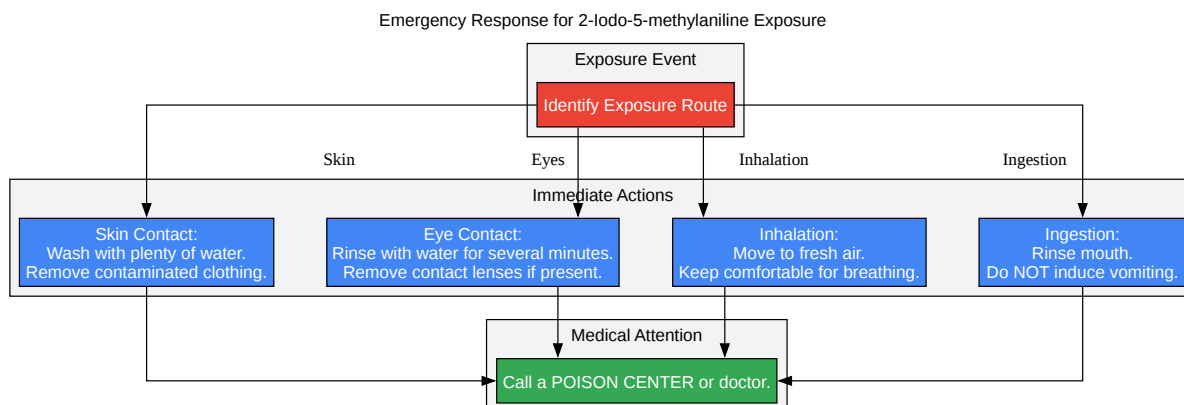 Emergency Response for 2-Iodo-5-methylaniline Exposure
Exposure Event
Identify Exposure Route
Skin
Eyes
Inhalation
Ingestion
Immediate Actions
Skin Contact:
Wash with plenty of water.
Remove contaminated clothing.
Eye Contact:
Rinse with water for several minutes.
Remove contact lenses if present.
Inhalation:
Move to fresh air.
Keep comfortable for breathing.
Ingestion:
Rinse mouth.
Do NOT induce vomiting.
Medical Attention
Call a POISON CENTER or doctor.